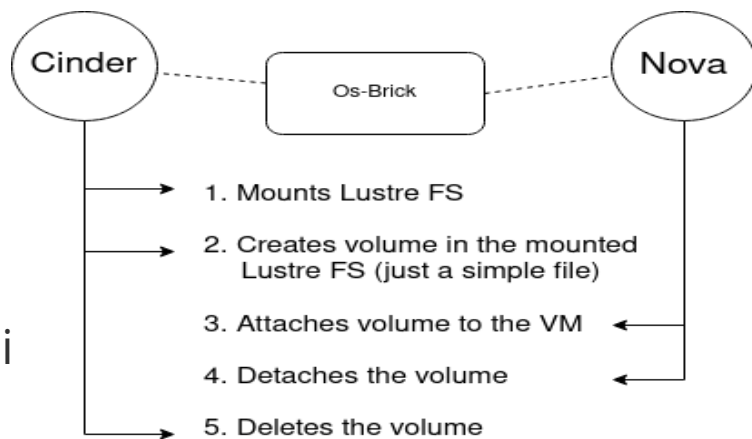 Cinder
Os-Brick
Nova
1. Mounts Lustre FS
2. Creates volume in the mounted
Lustre FS (just a simple file)
3. Attaches volume to the VM
i
4. Detaches the volume
5. Deletes the volume